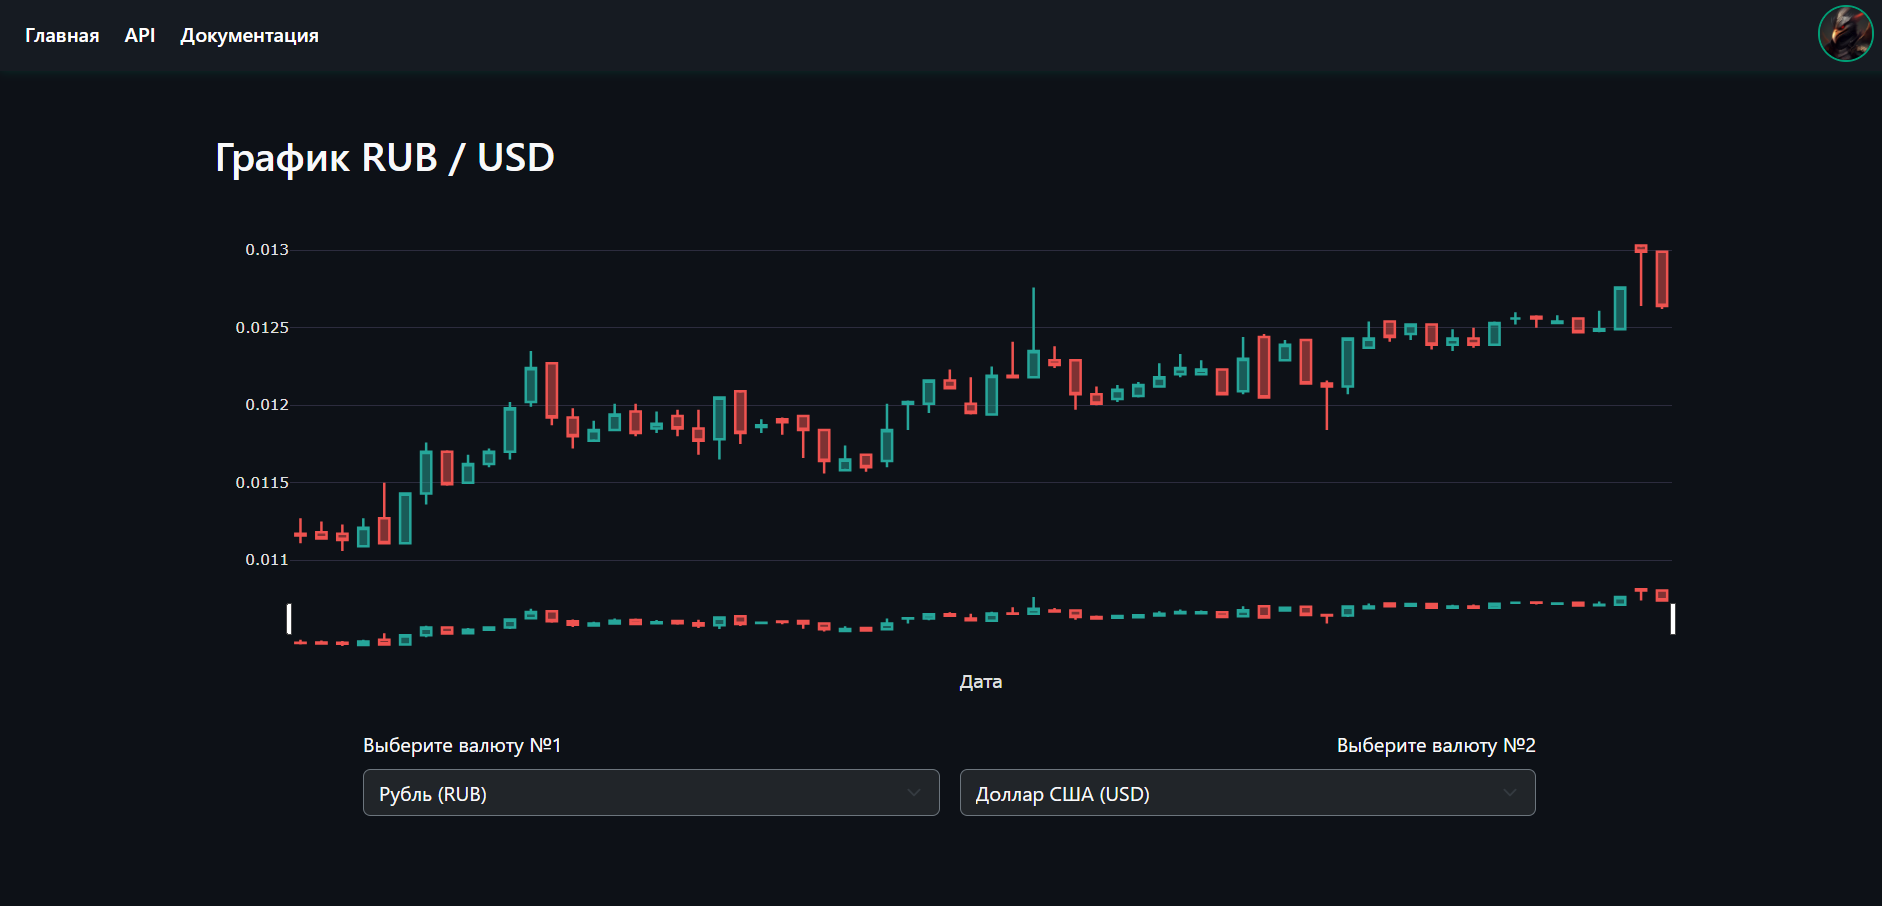 Главная API Документация
График RUB / USD
0.013
0.0125
0.012
0.0115
0.011
Дата
Выберите валюту №1 Выберите валюту №2
Рубль (RUB) Доллар США (USD)